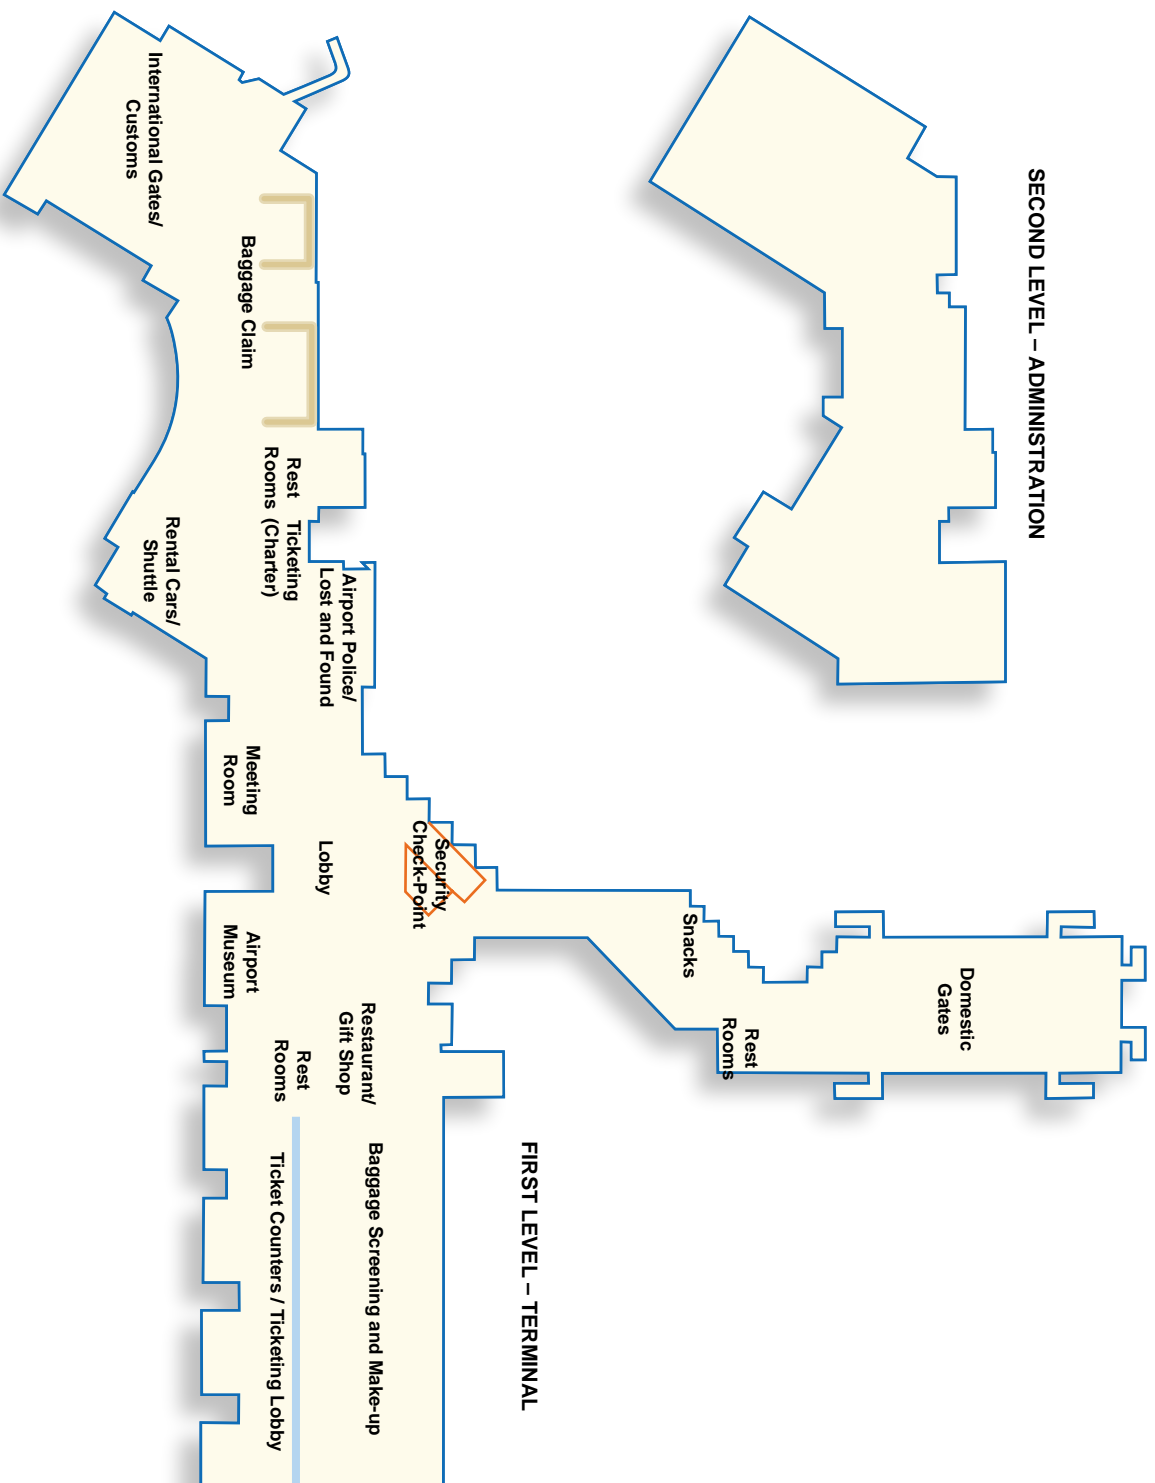 SECOND LEVEL – ADMINISTRATION
Domestic
Gates
Rest
Rooms
Snacks
FIRST LEVEL – TERMINAL
Security
Check-Point
International Gates/
Customs
Baggage Claim
Rest
Rooms
Ticketing
(Charter)
Airport Police/
Lost and Found
Rental Cars/
Shuttle
Meeting
Room
Lobby
Airport
Museum
Restaurant/
Gift Shop
Rest
Rooms
Baggage Screening and Make-up
Ticket Counters / Ticketing Lobby